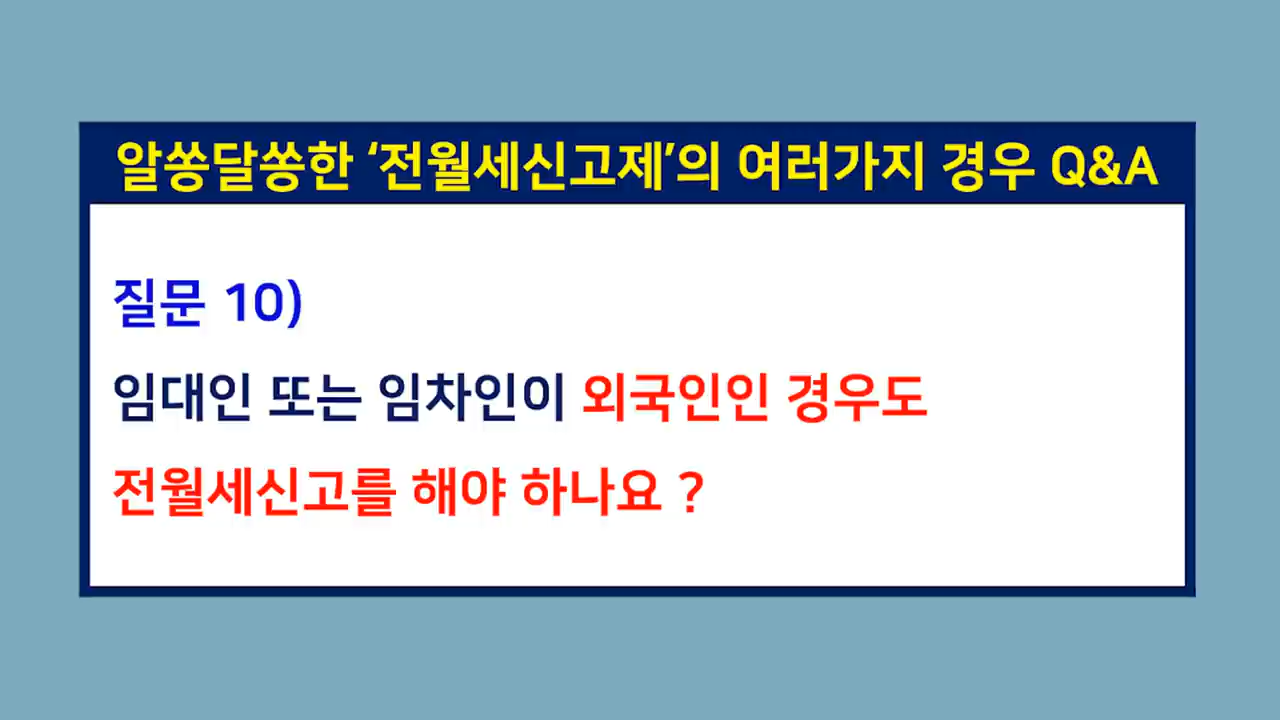 알쏭달쏭한 ‘전월세신고제’의 여러가지 경우 Q&A
질문 10)
임대인 또는 임차인이 외국인인 경우도
전월세신고를 해야 하나요 ?